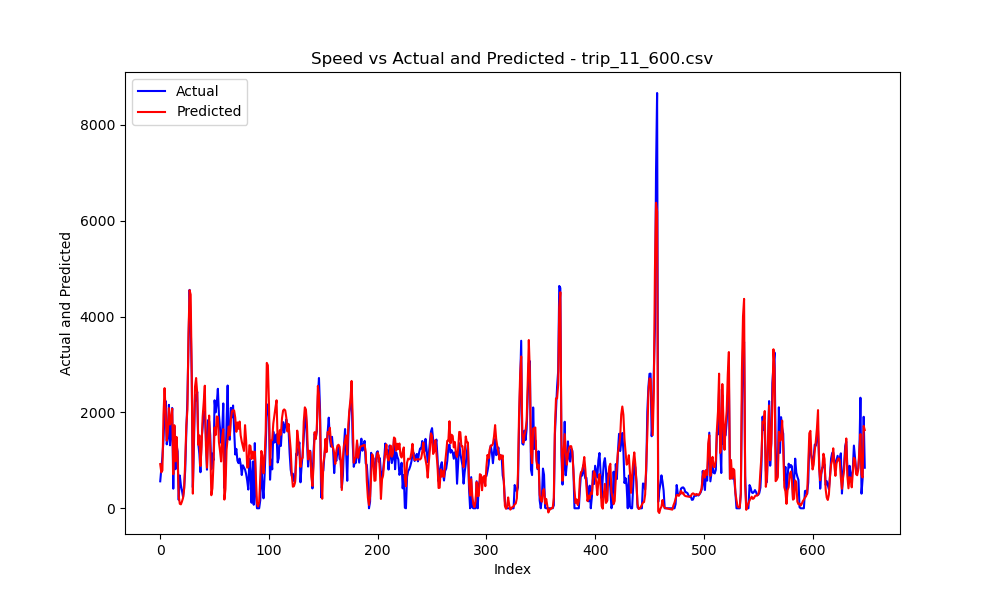 Speed vs Actual and Predicted - trip_11_600.csv
Actual
Predicted
8000
6000
4000
2000
0
Actual and Predicted
0 100 200 300 400 500 600
Index